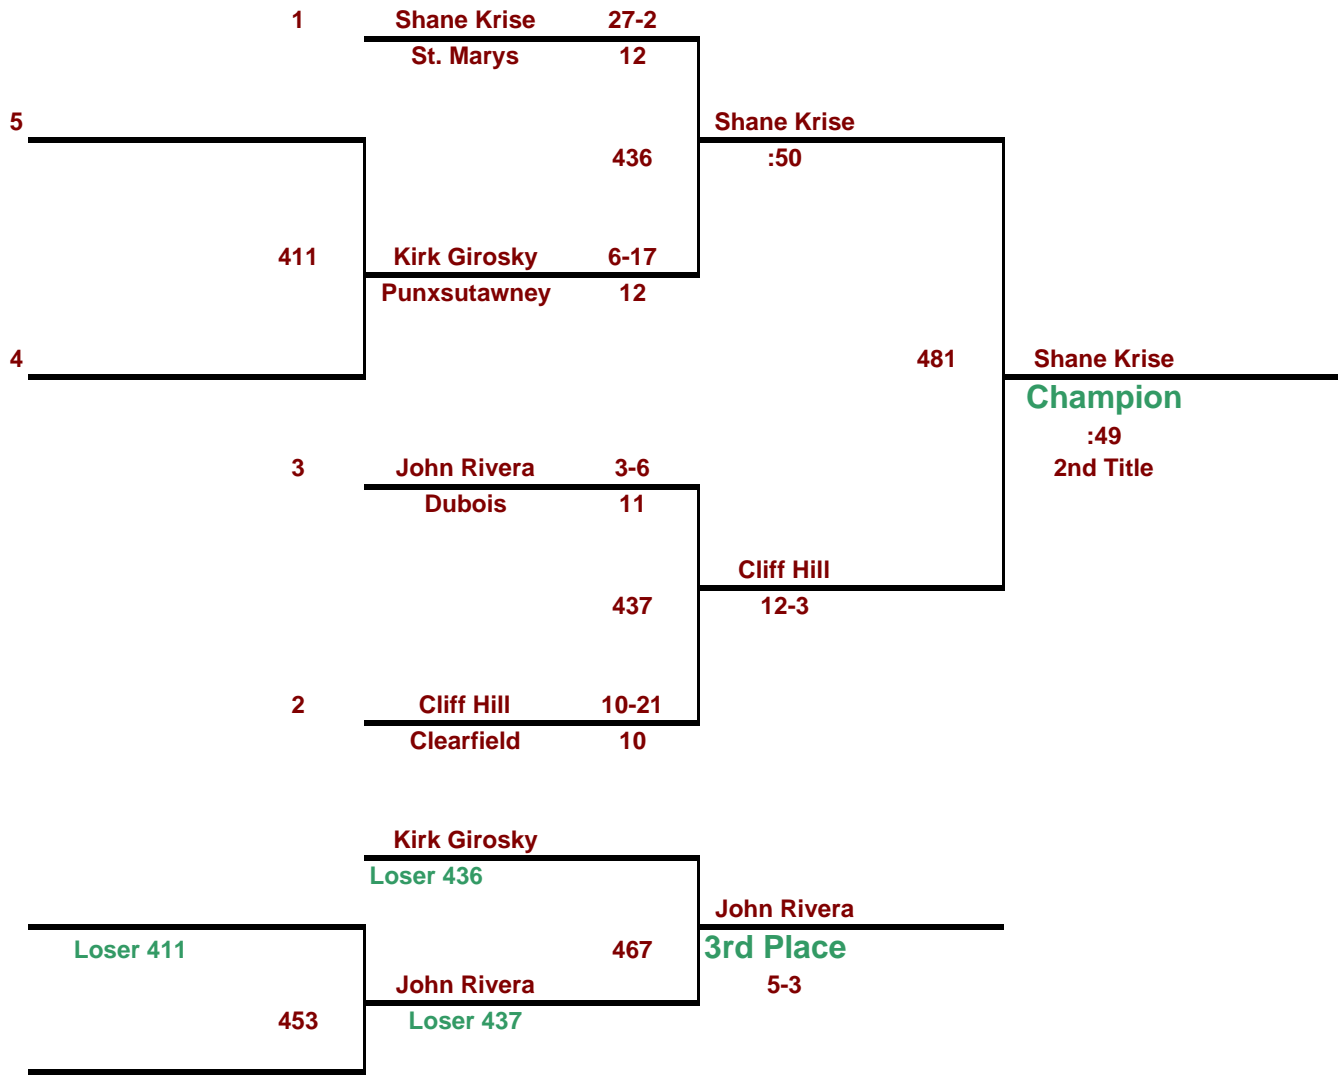 1 Shane Krise 27-2
St. Marys 12
5 Shane Krise
436 :50
411 Kirk Girosky 6-17
Punxsutawney 12
4 481 Shane Krise
Champion
:49
3 John Rivera 3-6 2nd Title
Dubois 11
Cliff Hill
437 12-3
2 Cliff Hill 10-21
Clearfield 10
Kirk Girosky
Loser 436
John Rivera
Loser 411 467 3rd Place
John Rivera 5-3
453 Loser 437